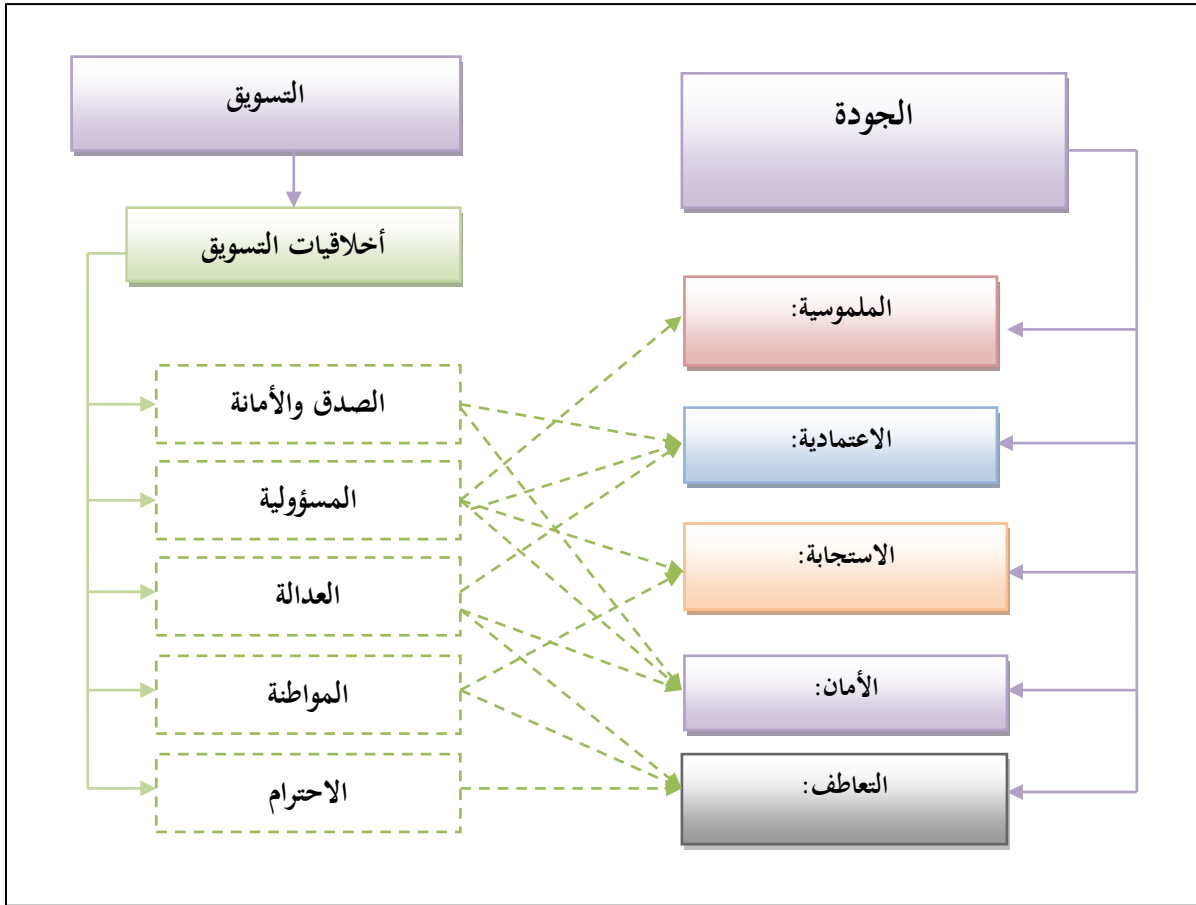 الجودة
التسويق
أخلاقيات التسويق
الملموسية:
الصدق والأمانة
الاعتمادية:
المسؤولية
الاستجابة:
العدالة
الأمان:
المواطنة
التعاطف:
الاحترام